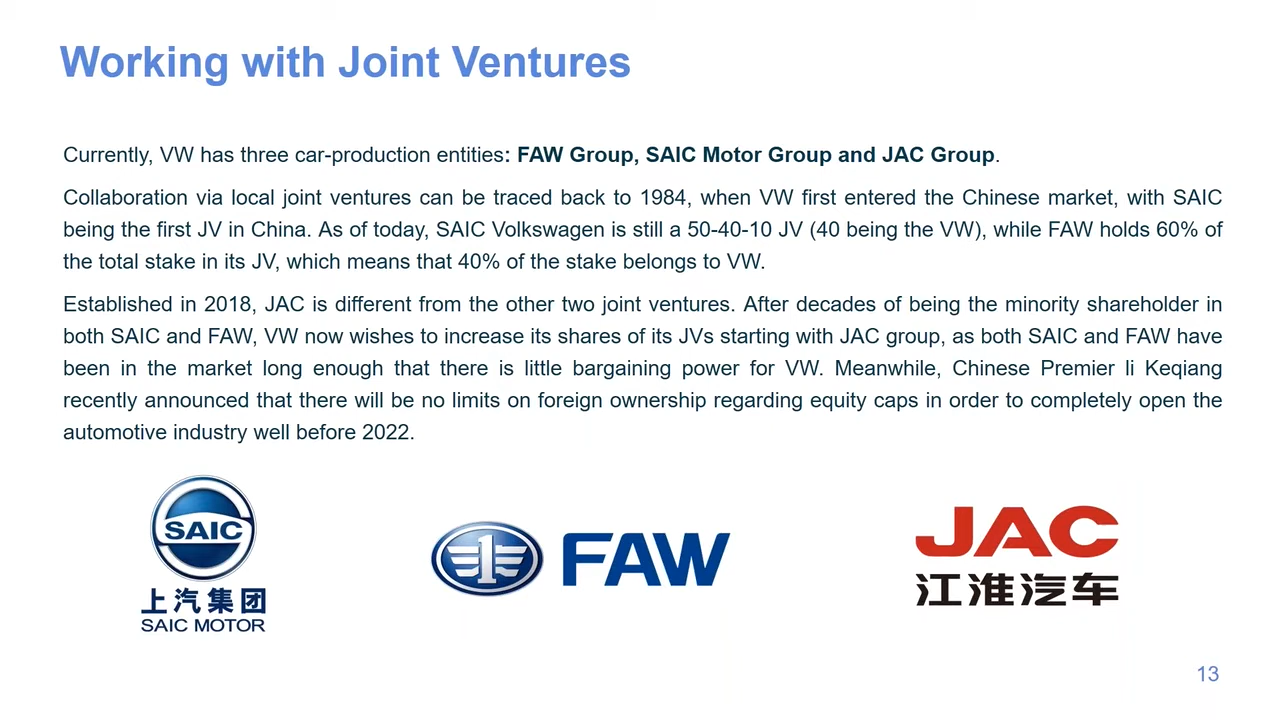 Working with Joint Ventures
Currently, VW has three car-production entities: FAW Group, SAIC Motor Group and JAC Group.
Collaboration via local joint ventures can be traced back to 1984, when VW first entered the Chinese market, with SAIC
being the first JV in China. As of today, SAIC Volkswagen is still a 50-40-10 JV (40 being the VW), while FAW holds 60% of
the total stake in its JV, which means that 40% of the stake belongs to VW.
Established in 2018, JAC is different from the other two joint ventures. After decades of being the minority shareholder in
both SAIC and FAW, VW now wishes to increase its shares of its JVs starting with JAC group, as both SAIC and FAW have
been in the market long enough that there is little bargaining power for VW. Meanwhile, Chinese Premier li Keqiang
recently announced that there will be no limits on foreign ownership regarding equity caps in order to completely open the
automotive industry well before 2022.
SAIC
上汽集团
SAIC MOTOR
1
FAW
JAC
江淮汽车
13